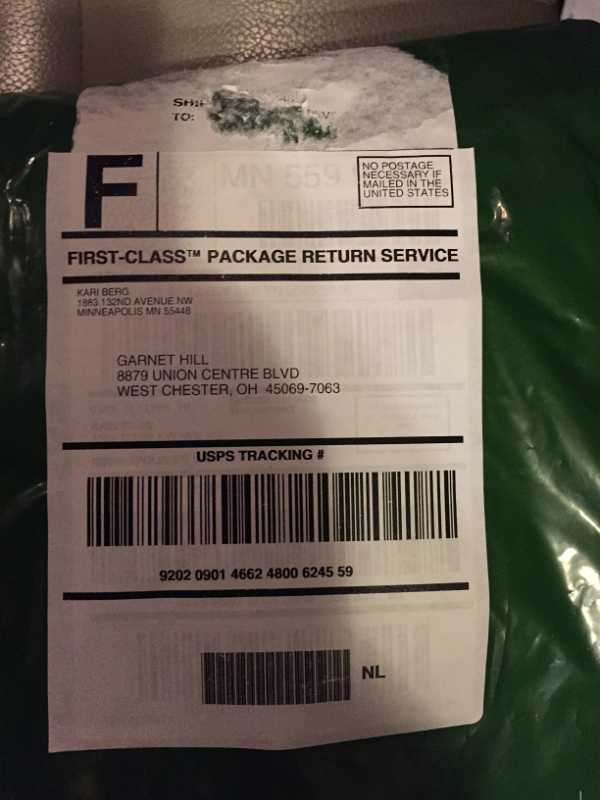 TO:
F
NO POSTAGE
NECESSARY IF
MAILED IN THE
UNITED STATES
FIRST-CLASS™ PACKAGE RETURN SERVICE
KARI BERG
1883 132ND AVENUE NW
MINNEAPOLIS MN 55448
GARNET HILL
8879 UNION CENTRE BLVD
WEST CHESTER, OH 45069-7063
USPS TRACKING #
9202 0901 4662 4800 6245 59
NL